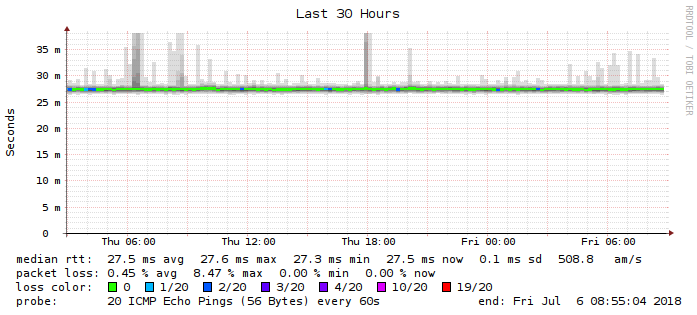 Last 30 Hours
RRDTOOL / TOBI OETIKER
Seconds
35 m
30 m
25 m
20 m
15 m
10 m
5 m
0
Thu 06:00 Thu 12:00 Thu 18:00 Fri 00:00 Fri 06:00
median rtt: 27.5 ms avg 27.6 ms max 27.3 ms min 27.5 ms now 0.1 ms sd 508.8 am/s
packet loss: 0.45 % avg 8.47 % max 0.00 % min 0.00 % now
loss color: 0 1/20 2/20 3/20 4/20 10/20 19/20
probe: 20 ICMP Echo Pings (56 Bytes) every 60s end: Fri Jul 6 08:55:04 2018